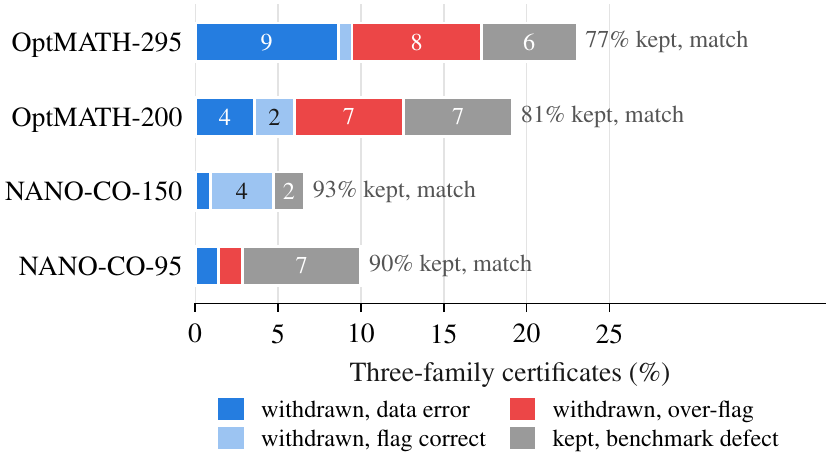 OptMATH-295 9 8 6 77% kept, match
OptMATH-200 4 2 7 7 81% kept, match
NANO-CO-150 4 2 93% kept, match
NANO-CO-95 7 90% kept, match
0 5 10 15 20 25
Three-family certificates (%)
withdrawn, data error withdrawn, over-flag
withdrawn, flag correct kept, benchmark defect